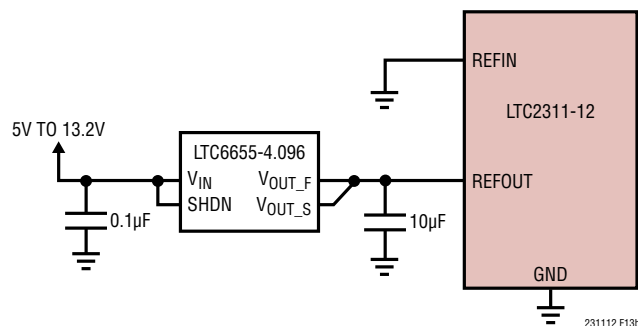 REFIN
LTC2311-12
5V TO 13.2V
LTC6655-4.096
VIN
VOUT_F
SHDN
VOUT_S
REFOUT
0.1µF
10µF
GND
231112 F13b